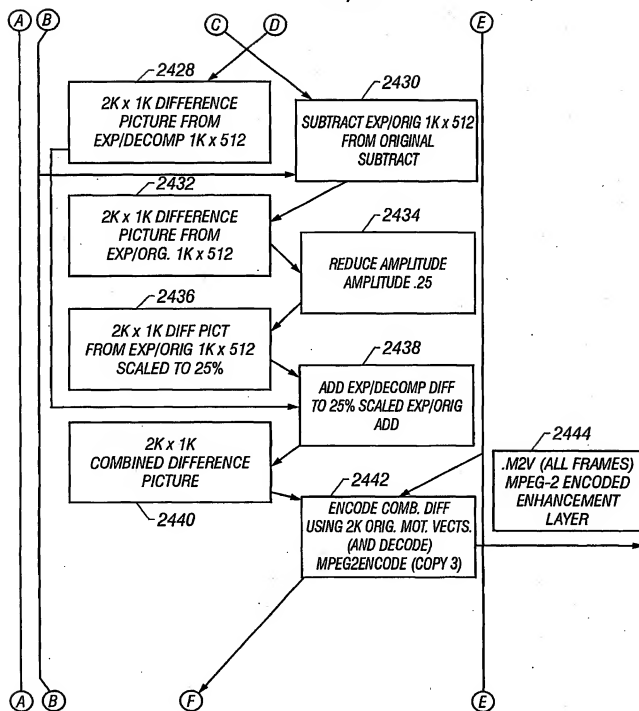 A
B
C
D
E
2428
2K x 1K DIFFERENCE
PICTURE FROM
EXP/DECOMP 1K x 512
2430
SUBTRACT EXP/ORIG 1K x 512
FROM ORIGINAL
SUBTRACT
2432
2K x 1K DIFFERENCE
PICTURE FROM
EXP/ORG. 1K x 512
2434
REDUCE AMPLITUDE
AMPLITUDE .25
2436
2K x 1K DIFF PICT
FROM EXP/ORIG 1K x 512
SCALED TO 25%
2438
ADD EXP/DECOMP DIFF
TO 25% SCALED EXP/ORIG
ADD
2K x 1K
COMBINED DIFFERENCE
PICTURE
2440
2442
ENCODE COMB. DIFF
USING 2K ORIG. MOT. VECTS.
(AND DECODE)
MPEG2ENCODE (COPY 3)
2444
.M2V (ALL FRAMES)
MPEG-2 ENCODED
ENHANCEMENT
LAYER
A
B
F
E